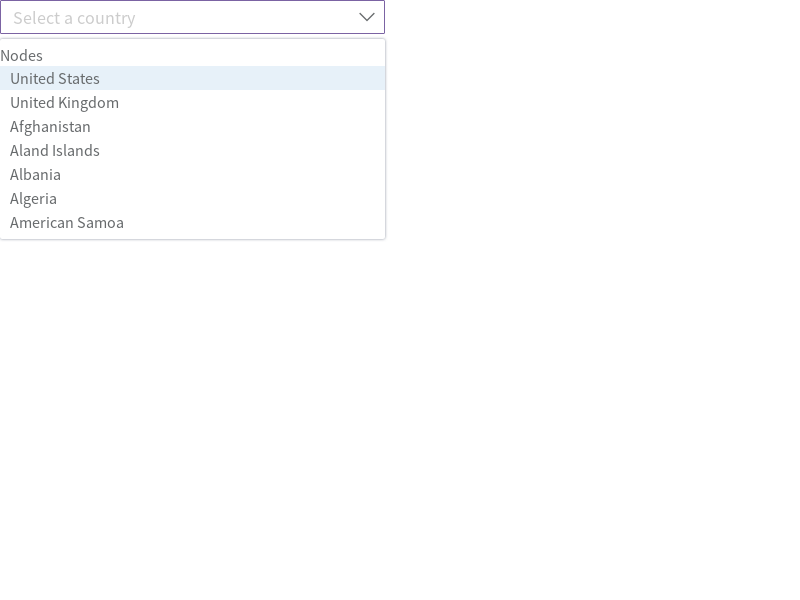 Select a country
Nodes
United States
United Kingdom
Afghanistan
Aland Islands
Albania
Algeria
American Samoa